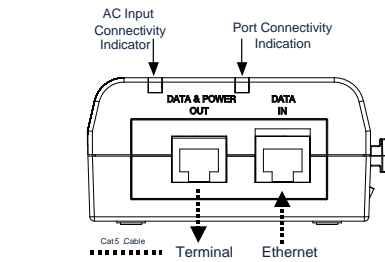 AC Input
Connectivity
Indicator
Port Connectivity
Indication
DATA & POWER
OUT
DATA
IN
Cat5 Cable
Terminal
Ethernet